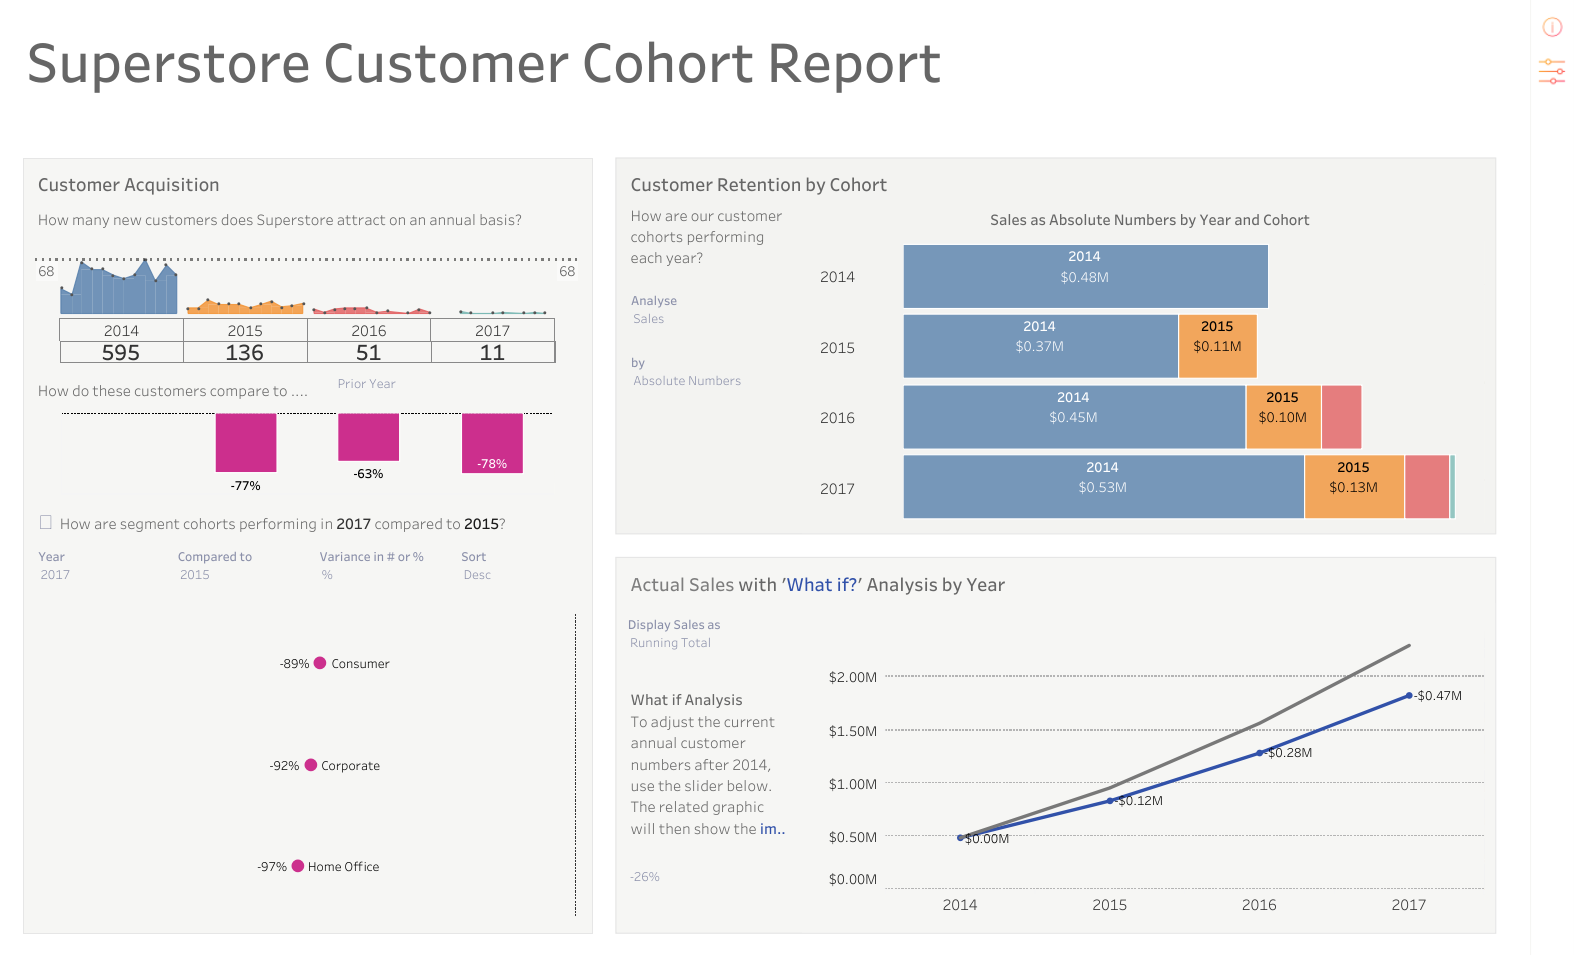 Superstore Customer Cohort Report
Customer Acquisition
How many new customers does Superstore attract on an annual basis?
68
68
2014 2015 2016 2017
595 136 51 11
How do these customers compare to ....
Prior Year
-77%
-63%
-78%
How are segment cohorts performing in 2017 compared to 2015?
Year Compared to Variance in # or % Sort
2017 2015 % Desc
-89% Consumer
-92% Corporate
-97% Home Office
Customer Retention by Cohort
How are our customer
cohorts performing
each year?
Analyse
Sales
by
Absolute Numbers
Sales as Absolute Numbers by Year and Cohort
2014
2014
$0.48M
2015
2014
$0.37M
2015
$0.11M
2016
2014
$0.45M
2015
$0.10M
2017
2014
$0.53M
2015
$0.13M
Actual Sales with 'What if?' Analysis by Year
Display Sales as
Running Total
What if Analysis
To adjust the current
annual customer
numbers after 2014,
use the slider below.
The related graphic
will then show the im..
-26%
$2.00M
$1.50M
$1.00M
$0.50M
$0.00M
$0.00M
-$0.12M
-$0.28M
-$0.47M
2014 2015 2016 2017